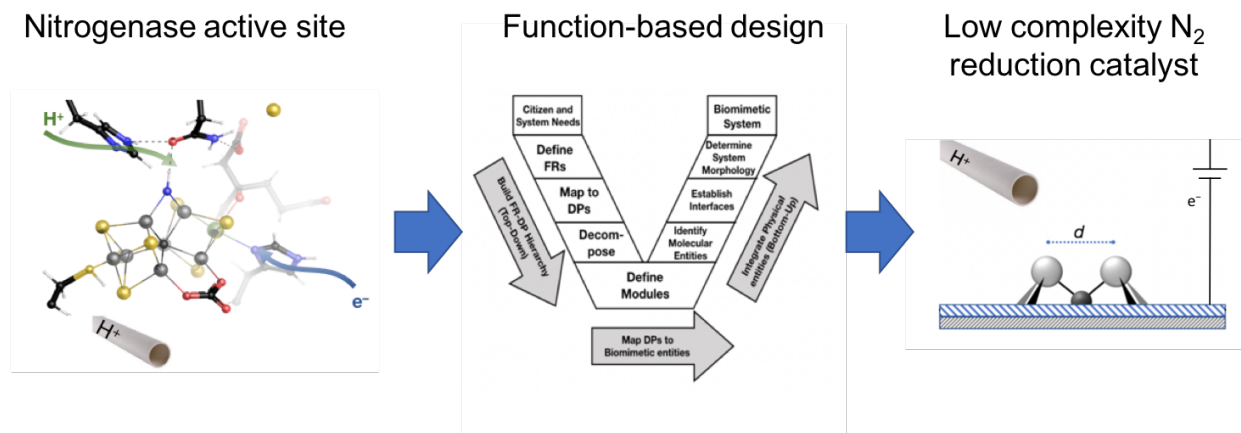 Nitrogenase active site
H⁺
e⁻
H⁺
Function-based design
Citizen and
System Needs
Define
FRs
Map to
DPs
Decom-
pose
Define
Modules
Identify
Molecular
Entities
Establish
Interfaces
Determine
System
Morphology
Biomimetic
System
Build FR-DP Hierarchy
(Top-Down)
Map DPs to
Biomimetic entities
Integrate Physical
entities (Bottom-Up)
Low complexity N₂
reduction catalyst
H⁺
e⁻
d